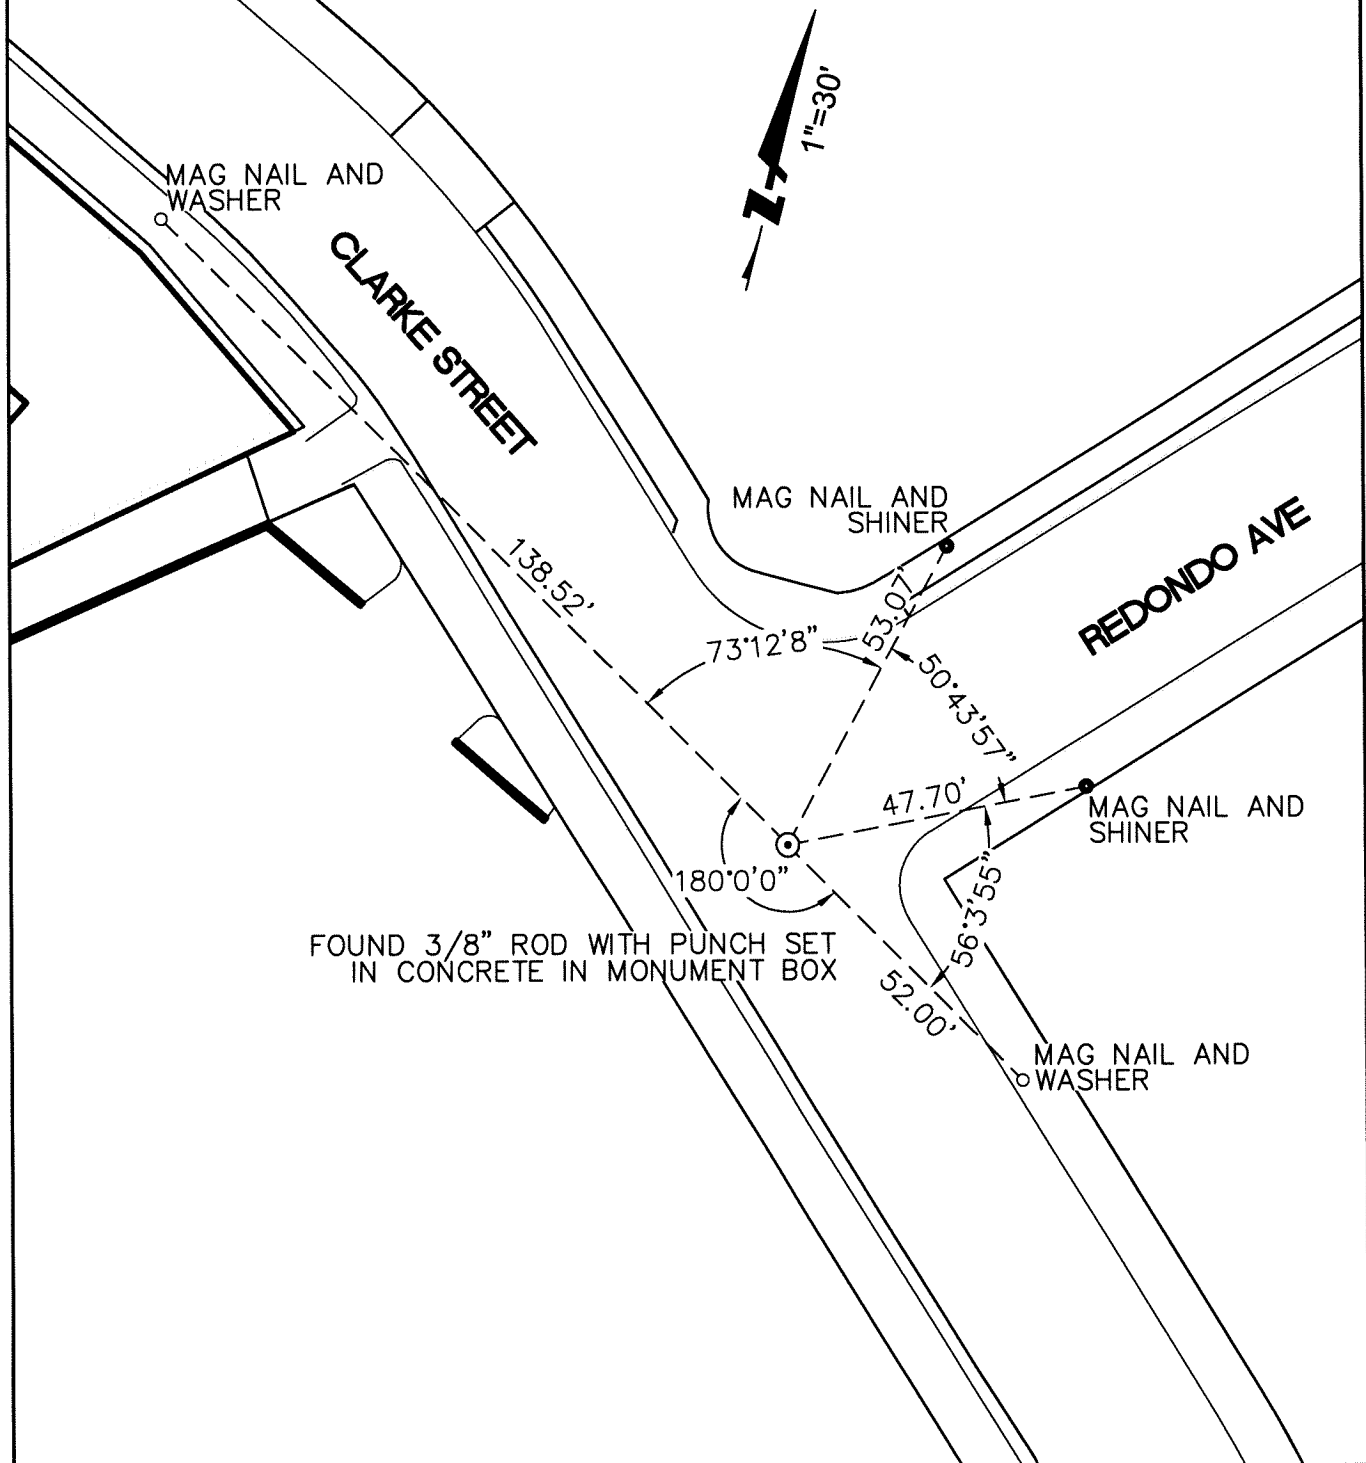 1"=30'
N
MAG NAIL AND
WASHER
CLARKE STREET
MAG NAIL AND
SHINER
REDONDO AVE
138.52'
53.07'
73°12'8"
50°43'57"
47.70'
MAG NAIL AND
SHINER
180°0'0"
56°3'55"
FOUND 3/8" ROD WITH PUNCH SET
IN CONCRETE IN MONUMENT BOX
52.00'
MAG NAIL AND
WASHER